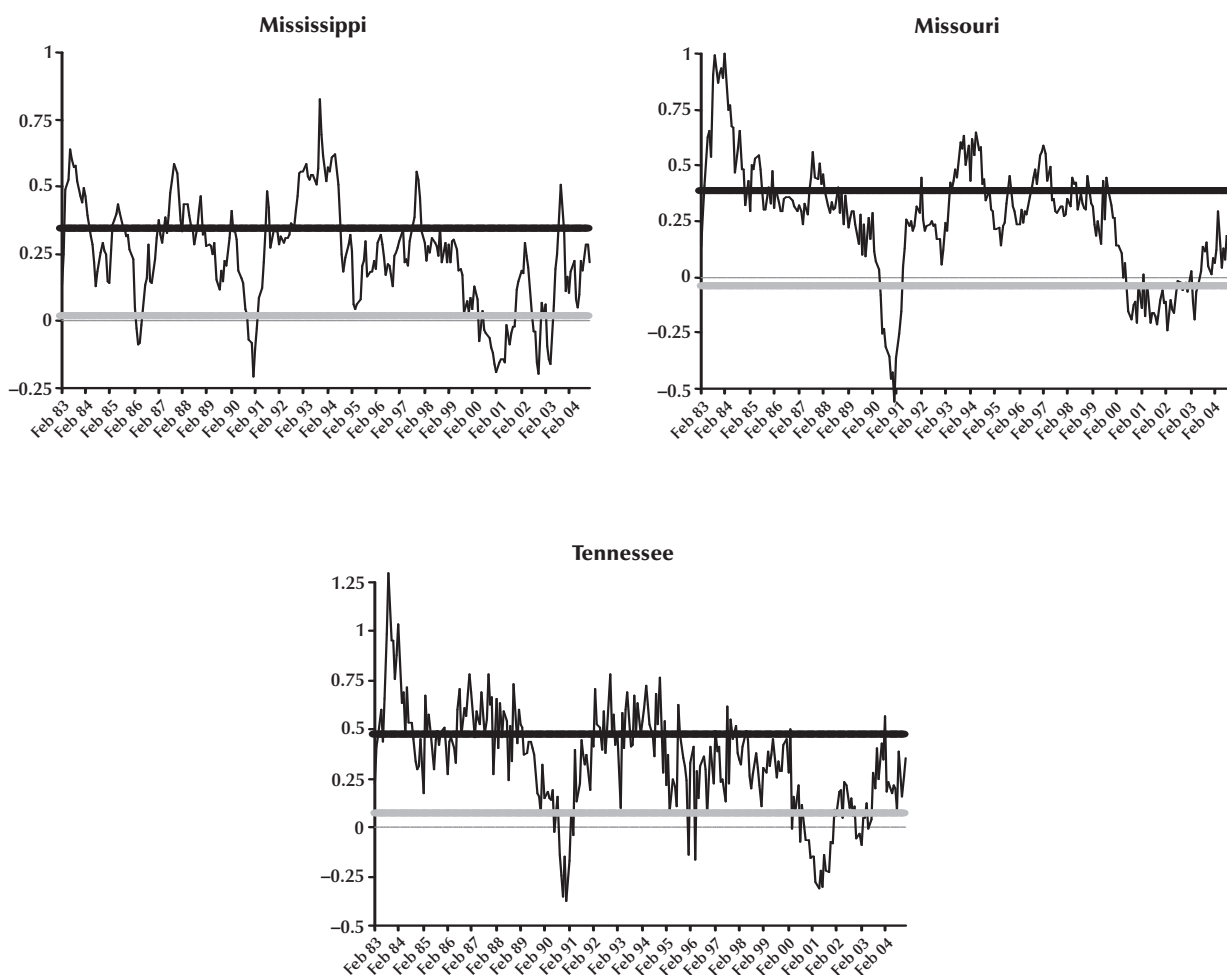 Mississippi
1
0.75
0.5
0.25
0
–0.25
Feb 83
Feb 84
Feb 85
Feb 86
Feb 87
Feb 88
Feb 89
Feb 90
Feb 91
Feb 92
Feb 93
Feb 94
Feb 95
Feb 96
Feb 97
Feb 98
Feb 99
Feb 00
Feb 01
Feb 02
Feb 03
Feb 04
Missouri
1
0.75
0.5
0.25
0
–0.25
–0.5
Feb 83
Feb 84
Feb 85
Feb 86
Feb 87
Feb 88
Feb 89
Feb 90
Feb 91
Feb 92
Feb 93
Feb 94
Feb 95
Feb 96
Feb 97
Feb 98
Feb 99
Feb 00
Feb 01
Feb 02
Feb 03
Feb 04
Tennessee
1.25
1
0.75
0.5
0.25
0
–0.25
–0.5
Feb 83
Feb 84
Feb 85
Feb 86
Feb 87
Feb 88
Feb 89
Feb 90
Feb 91
Feb 92
Feb 93
Feb 94
Feb 95
Feb 96
Feb 97
Feb 98
Feb 99
Feb 00
Feb 01
Feb 02
Feb 03
Feb 04